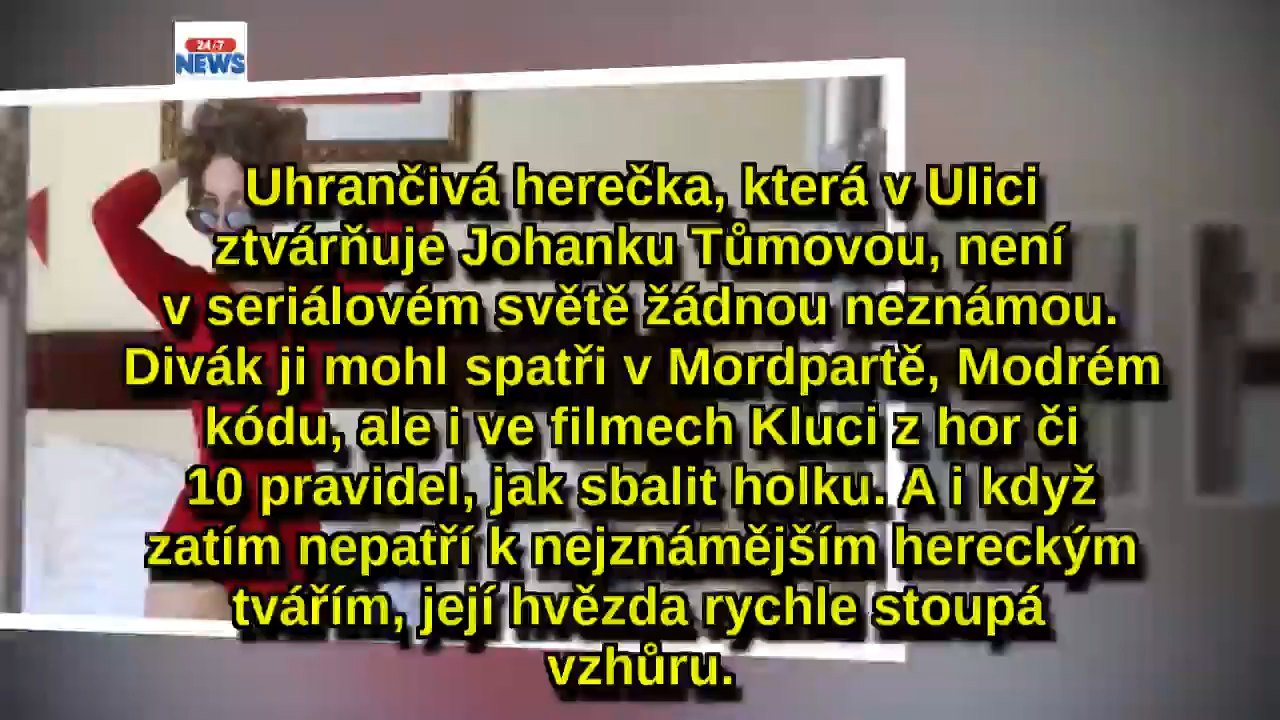 24/7
NEWS
Uhrančivá herečka, která v Ulici
ztvárňuje Johanku Tůmovou, není
v seriálovém světě žádnou neznámou.
Divák ji mohl spatři v Mordpartě, Modrém
kódu, ale i ve filmech Kluci z hor či
10 pravidel, jak sbalit holku. A i když
zatím nepatří k nejznámějším hereckým
tvářím, její hvězda rychle stoupá
vzhůru.